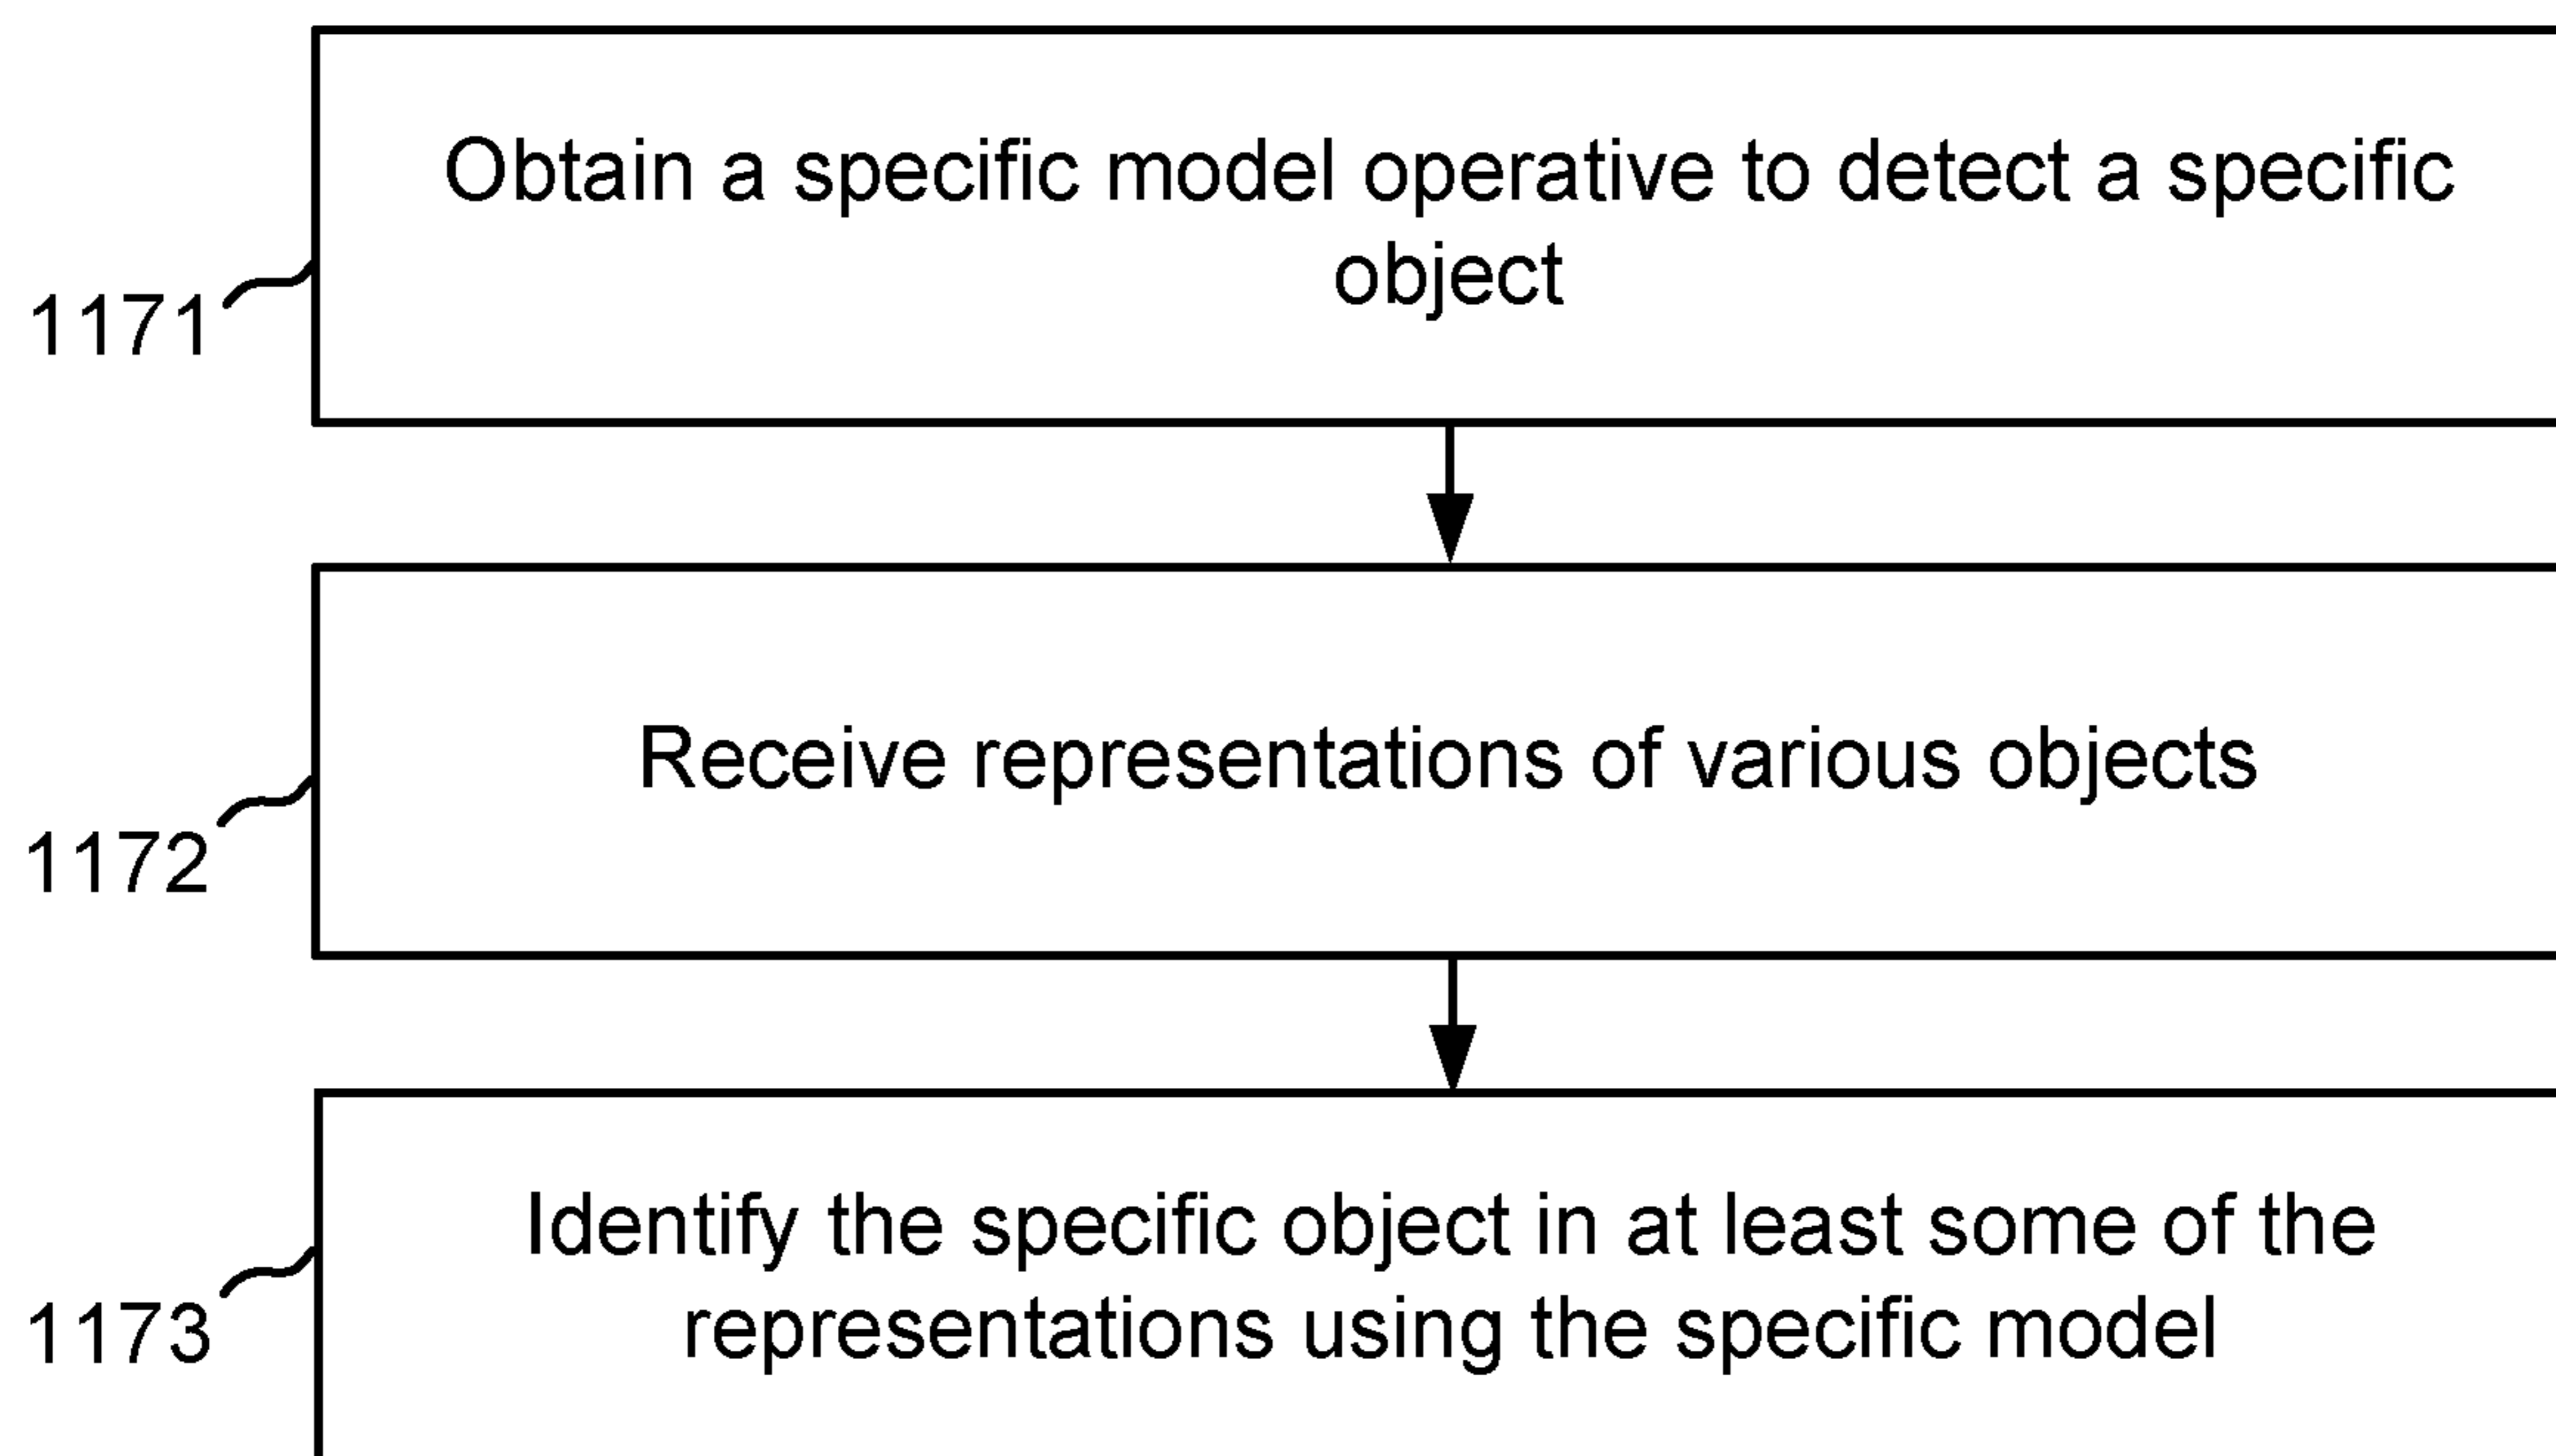 Obtain a specific model operative to detect a specific
object
1171
Receive representations of various objects
1172
Identify the specific object in at least some of the
representations using the specific model
1173